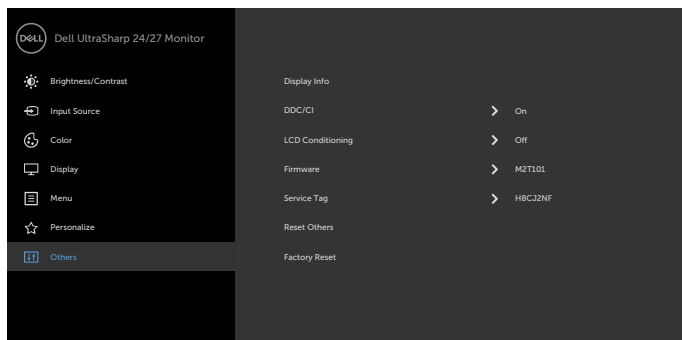 DELL Dell UltraSharp 24/27 Monitor
Brightness/Contrast
Input Source
Color
Display
Menu
Personalize
Others
Display Info
DDC/CI On
LCD Conditioning Off
Firmware M2T101
Service Tag H8CJ2NF
Reset Others
Factory Reset